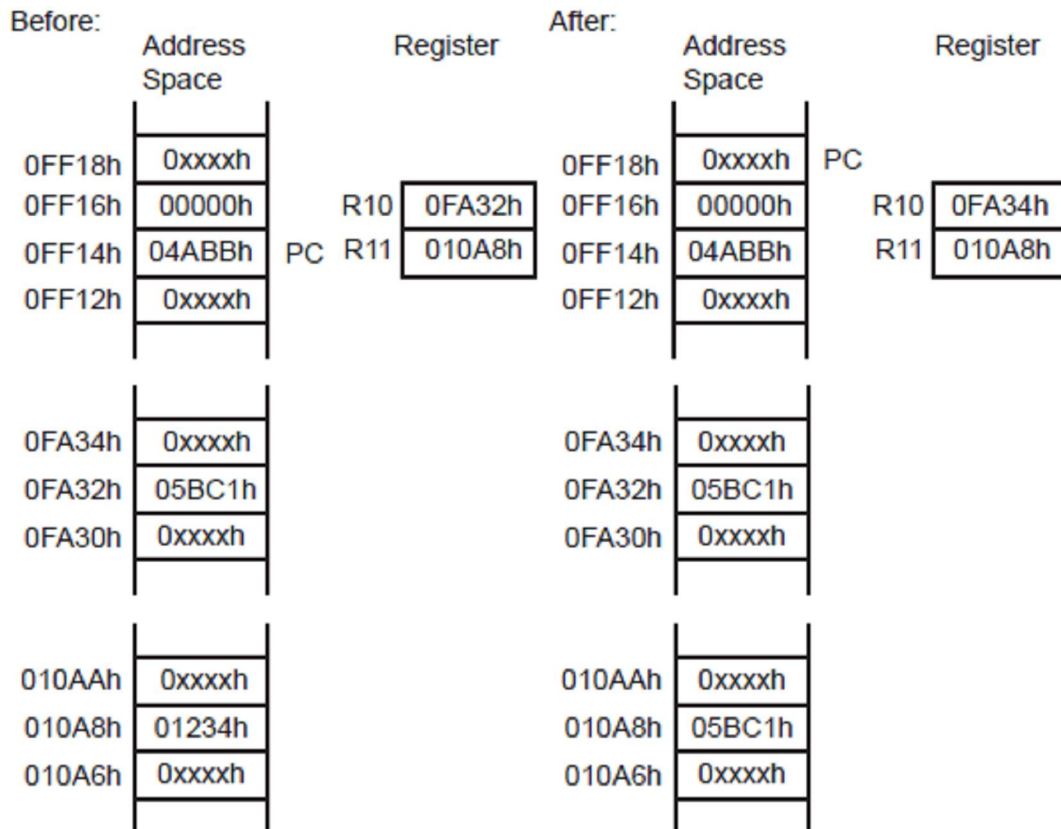 Before:
Address
Space
Register
0FF18h 0xxxxh
0FF16h 00000h R10 0FA32h
0FF14h 04ABBh PC R11 010A8h
0FF12h 0xxxxh
0FA34h 0xxxxh
0FA32h 05BC1h
0FA30h 0xxxxh
010AAh 0xxxxh
010A8h 01234h
010A6h 0xxxxh
After:
Address
Space
Register
0FF18h 0xxxxh PC
0FF16h 00000h R10 0FA34h
0FF14h 04ABBh R11 010A8h
0FF12h 0xxxxh
0FA34h 0xxxxh
0FA32h 05BC1h
0FA30h 0xxxxh
010AAh 0xxxxh
010A8h 05BC1h
010A6h 0xxxxh